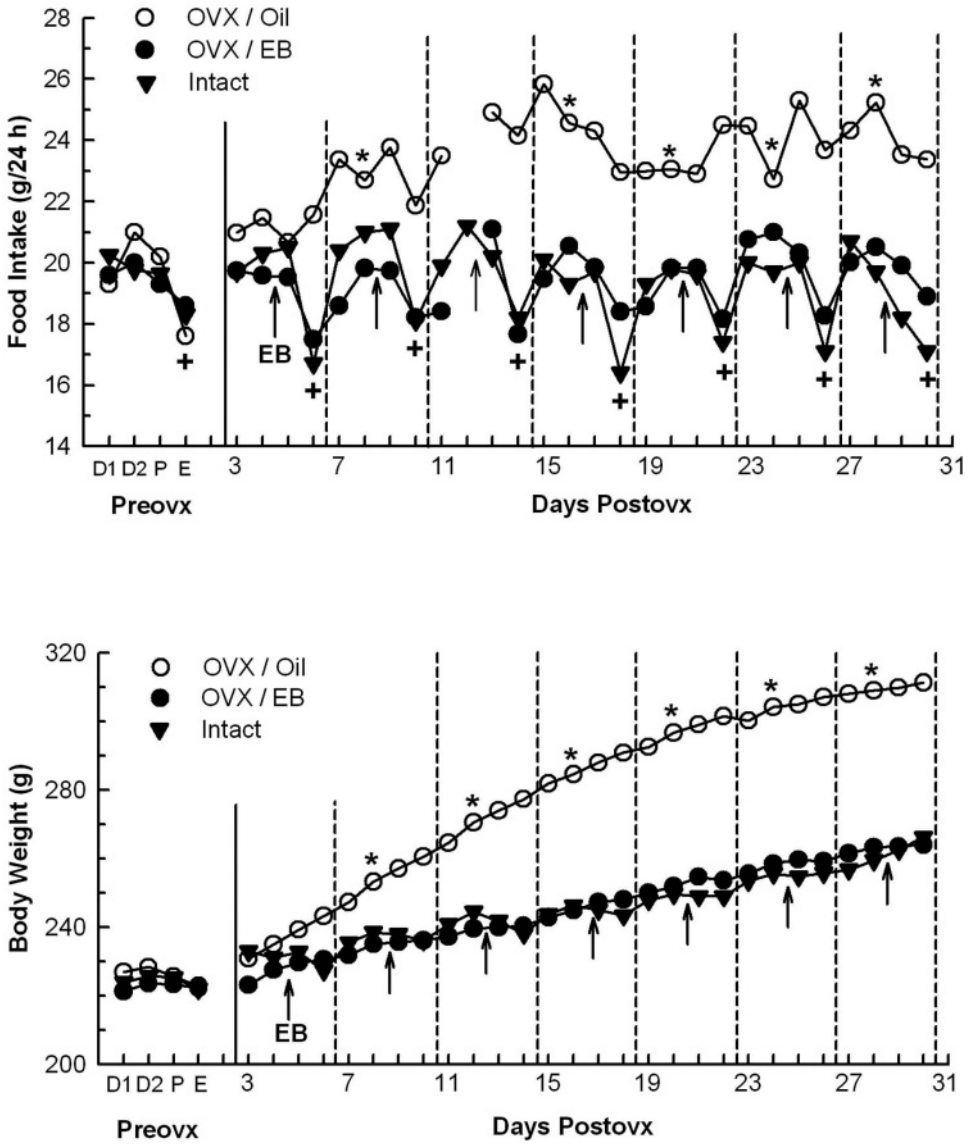 OVX / Oil
OVX / EB
Intact
28
26
24
22
20
18
16
14
Food Intake (g/24 h)
* * * * *
EB
+ + + + + + + +
D1 D2 P E 3 7 11 15 19 23 27 31
Preovx Days Postovx
320
280
240
200
OVX / Oil
OVX / EB
Intact
Body Weight (g)
* * * * * *
EB
D1 D2 P E 3 7 11 15 19 23 27 31
Preovx Days Postovx